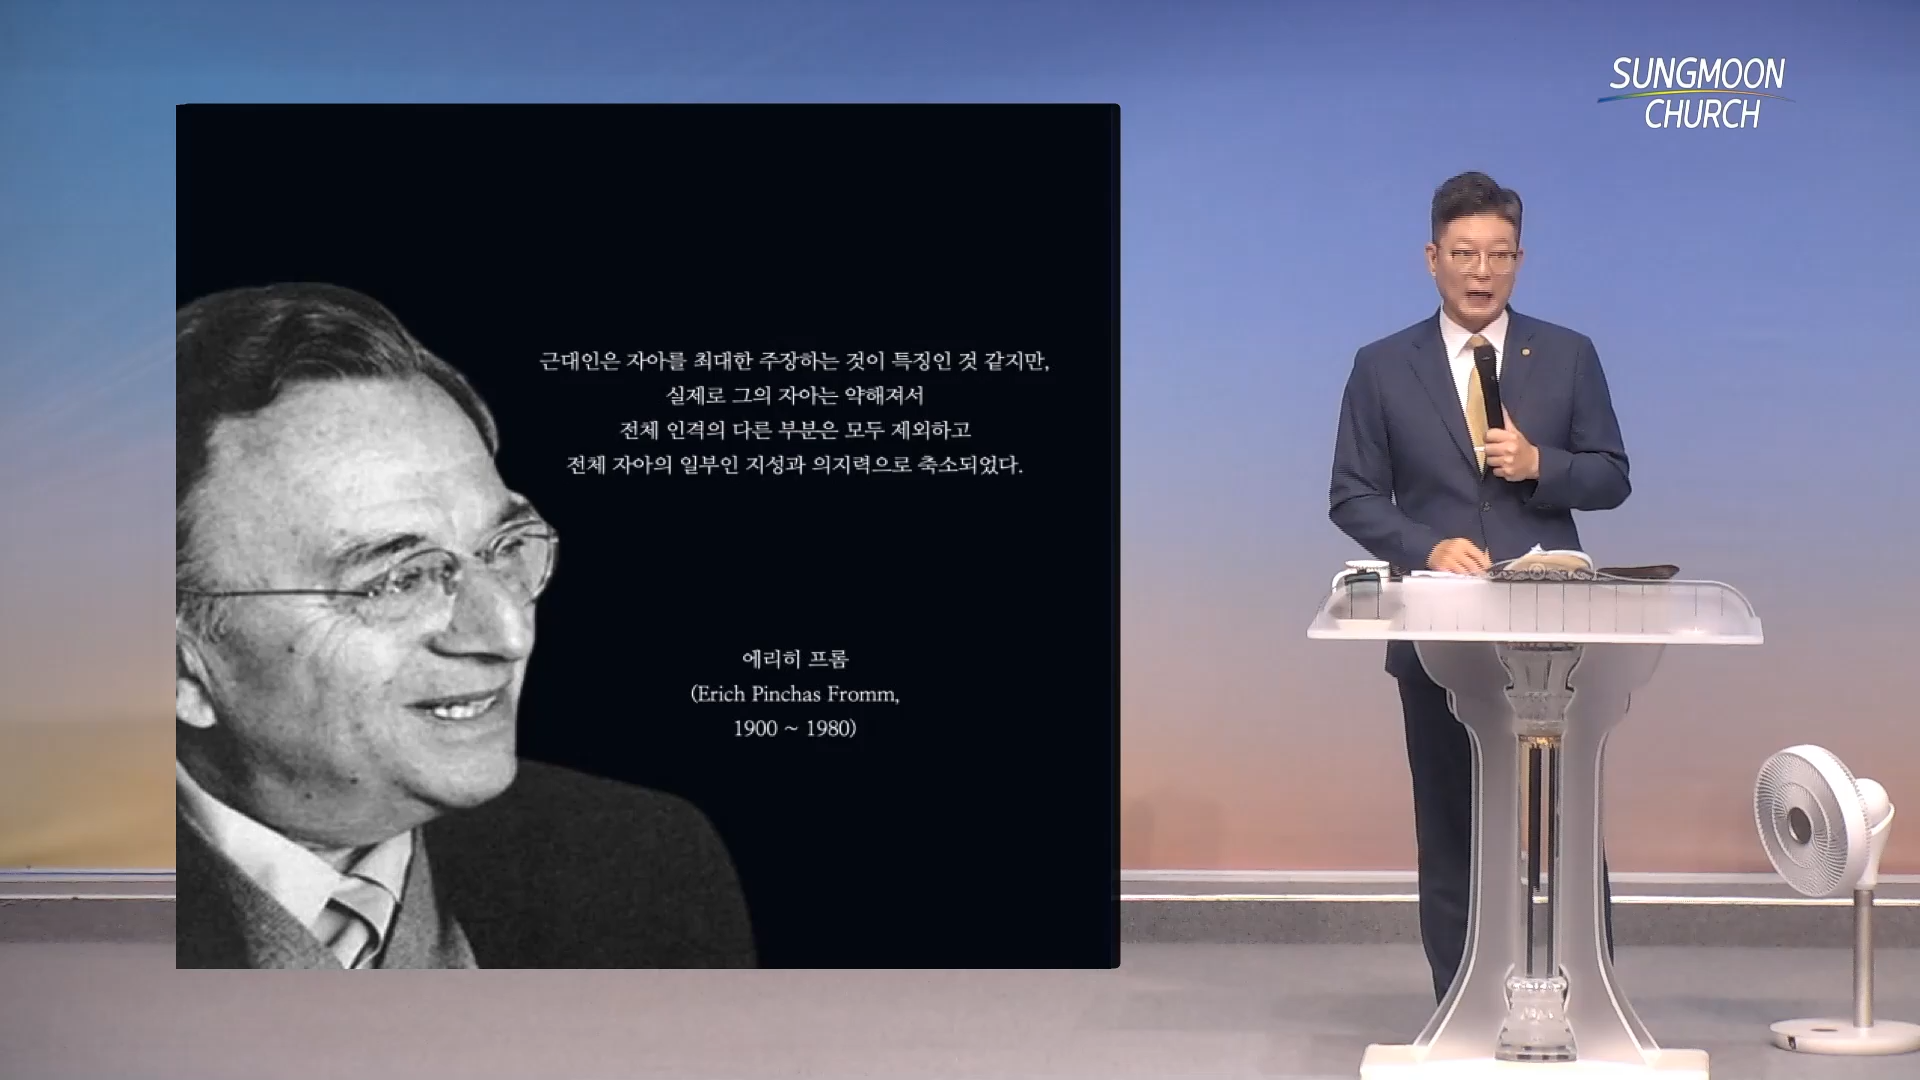 SUNGMOON
CHURCH
근대인은 자아를 최대한 주장하는 것이 특징인 것 같지만,
실제로 그의 자아는 약해져서
전체 인격의 다른 부분은 모두 제외하고
전체 자아의 일부인 지성과 의지력으로 축소되었다.
에리히 프롬
(Erich Pinchas Fromm,
1900 ~ 1980)